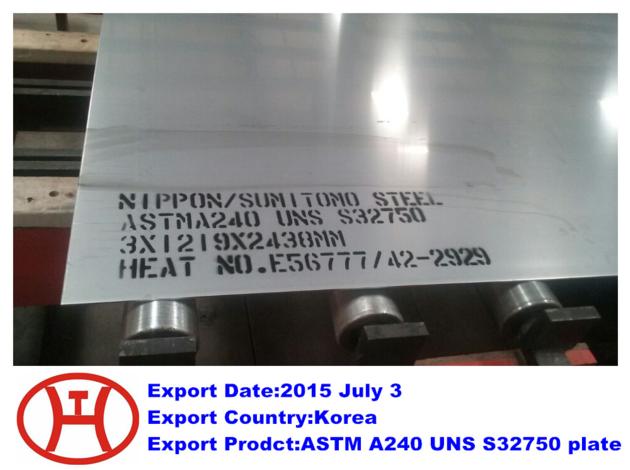 NIPPON/SUMITOMO STEEL
ASTMA240 UNS S32750
3X1219X2438MM
HEAT NO.E56777/42-2929
Export Date:2015 July 3
Export Country:Korea
Export Prodct:ASTM A240 UNS S32750 plate